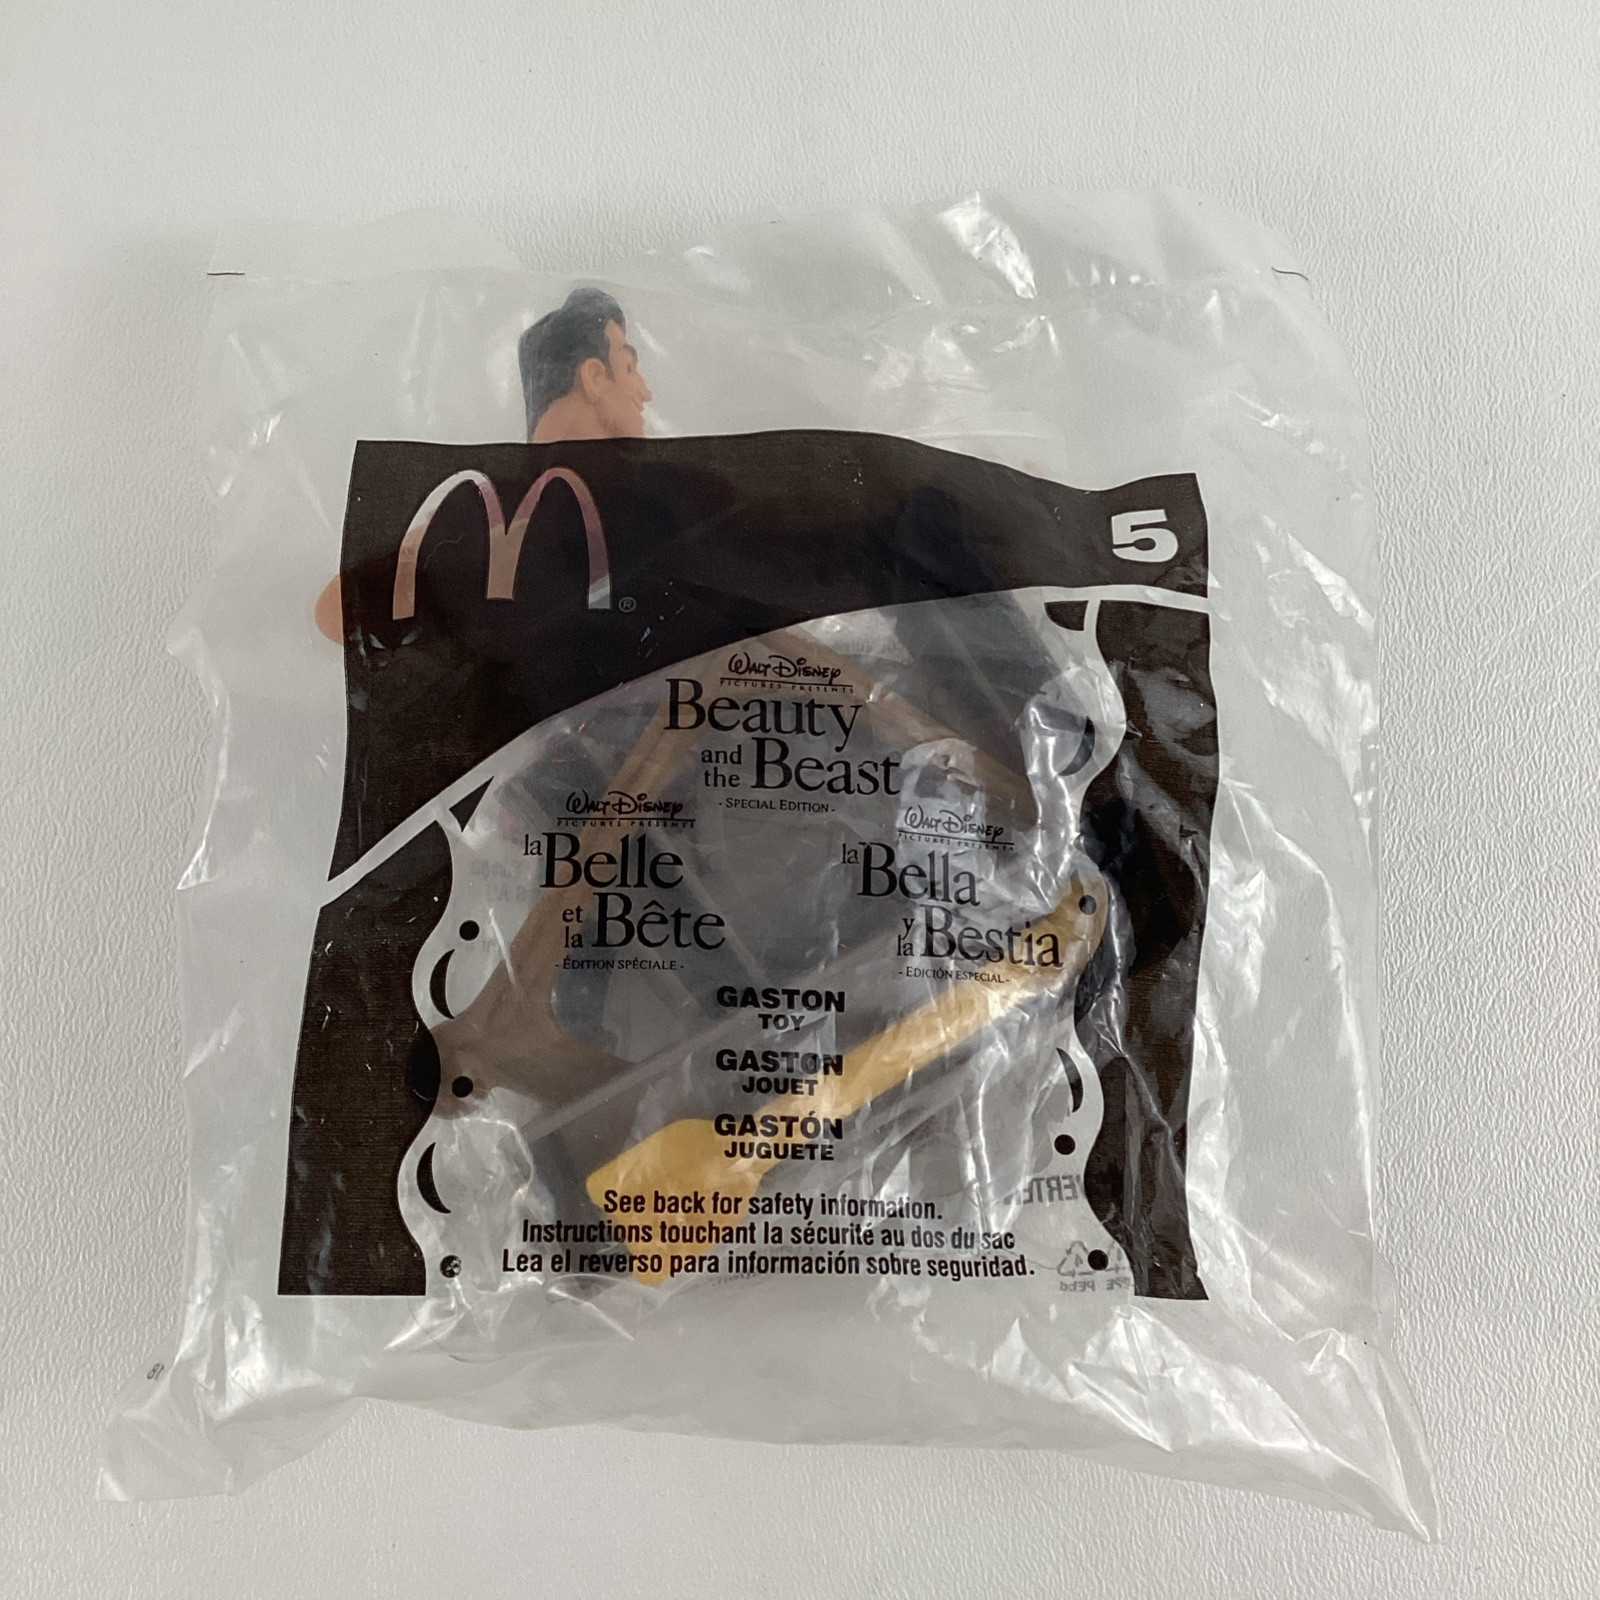 5
M®
WALT DISNEY
PICTURES PRESENTS
Beauty
and the Beast
- SPECIAL EDITION -
WALT DISNEY
PICTURES PRESENTS
la Belle
et la Bête
- ÉDITION SPÉCIALE -
WALT DISNEY
PICTURES PRESENTS
la Bella
y la Bestia
- EDICIÓN ESPECIAL -
GASTON
TOY
GASTON
JOUET
GASTÓN
JUGUETE
See back for safety information.
Instructions touchant la sécurité au dos du sac
Lea el reverso para información sobre seguridad.